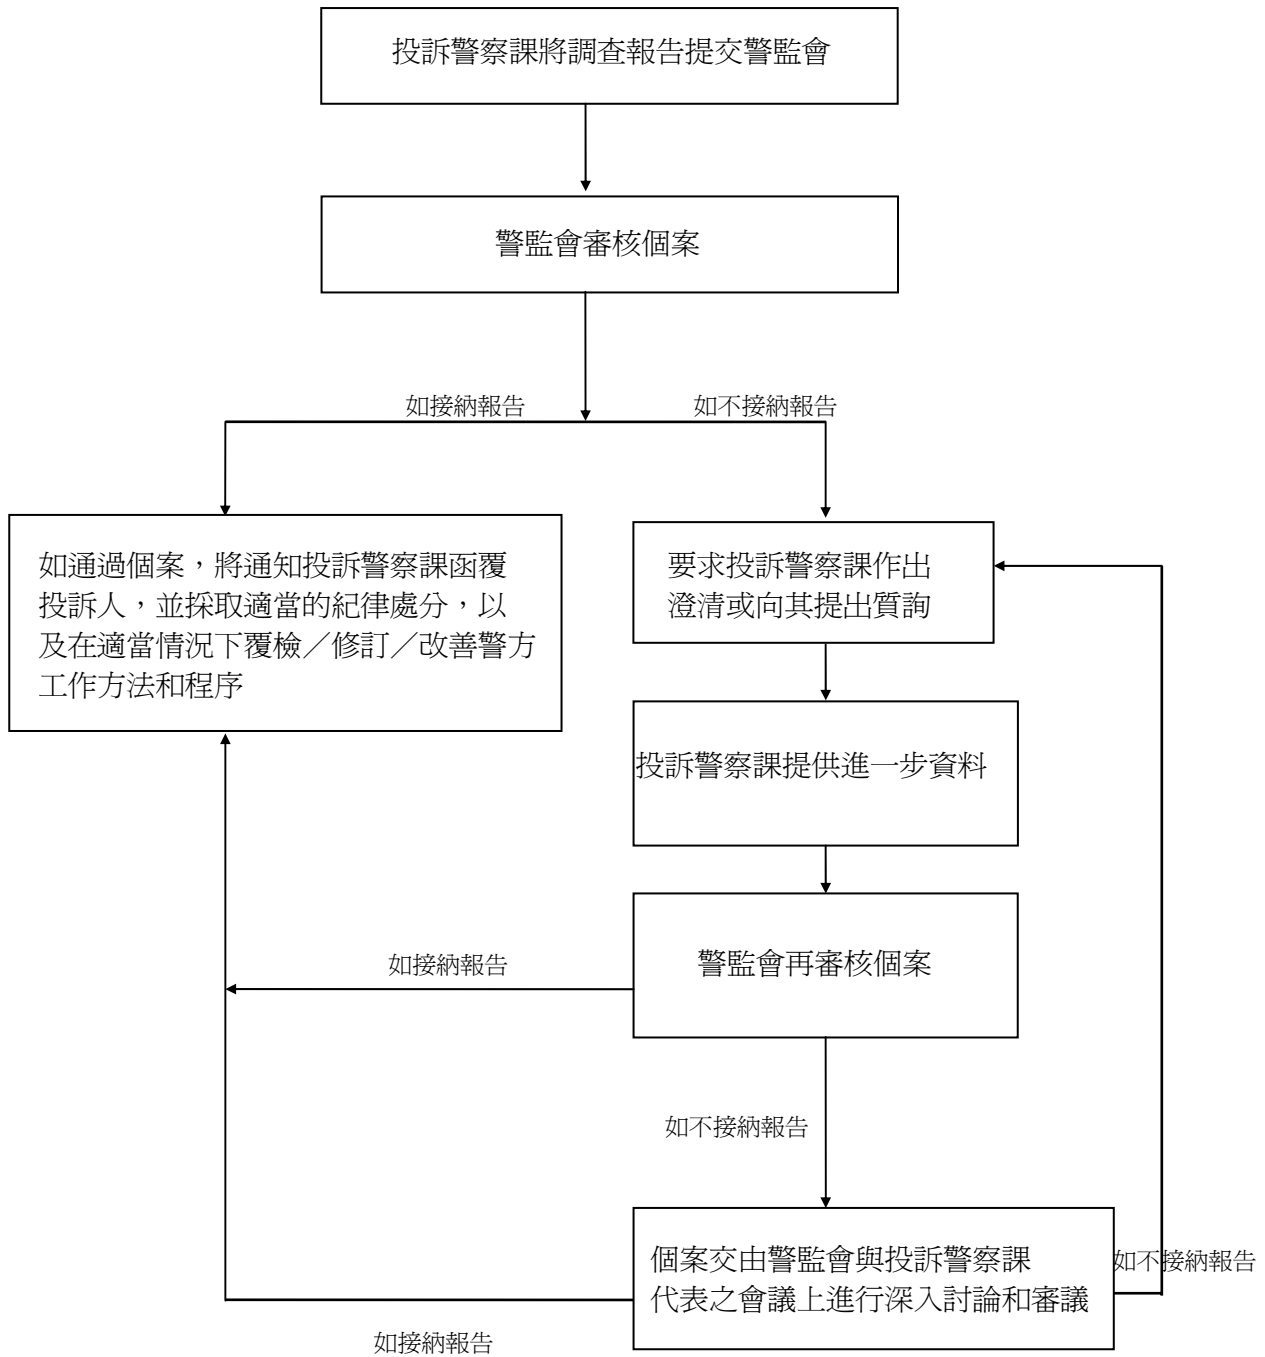 投訴警察課將調查報告提交警監會
警監會審核個案
如接納報告
如不接納報告
如通過個案，將通知投訴警察課函覆
投訴人，並採取適當的紀律處分，以
及在適當情況下覆檢／修訂／改善警方
工作方法和程序
要求投訴警察課作出
澄清或向其提出質詢
投訴警察課提供進一步資料
警監會再審核個案
如接納報告
如不接納報告
個案交由警監會與投訴警察課
代表之會議上進行深入討論和審議
如不接納報告
如接納報告